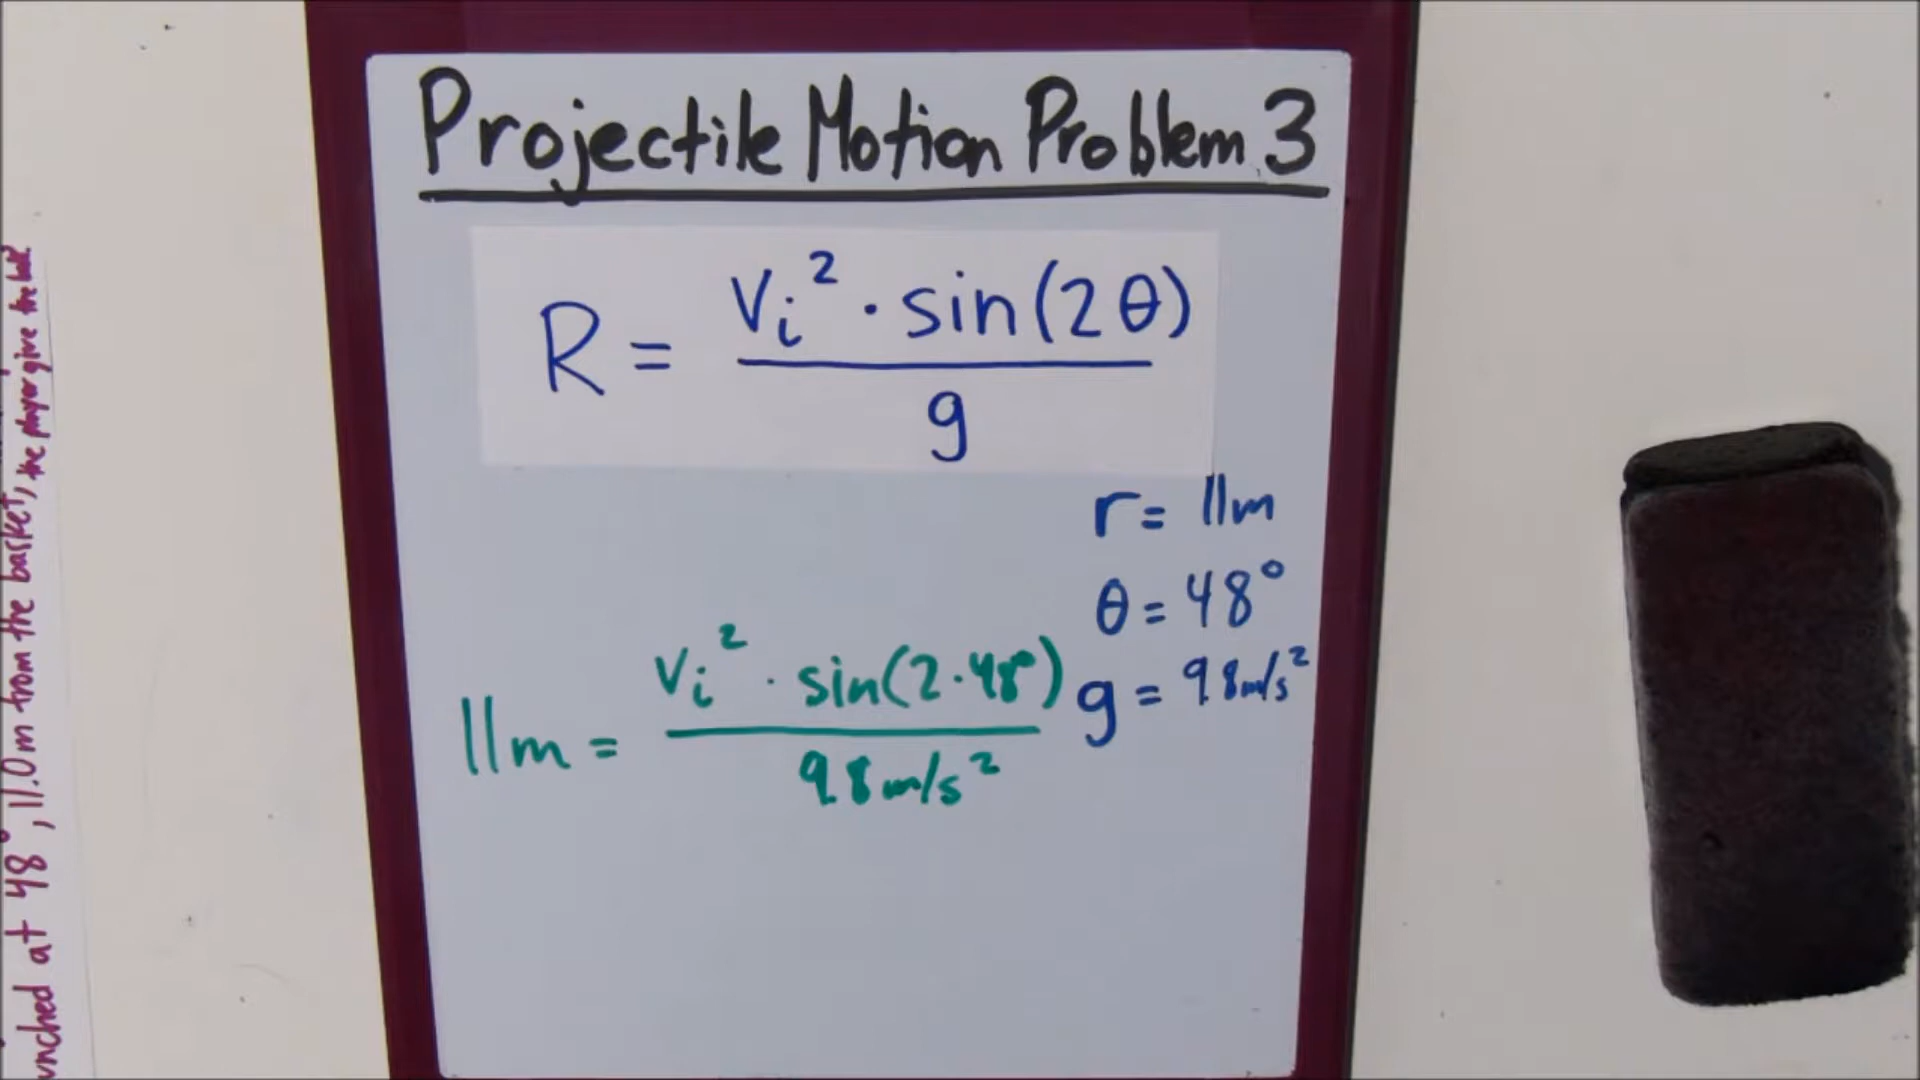 Projectile Motion Problem 3
R = Vi² · sin(2θ) / g
r = 11m
θ = 48°
g = 9.8m/s²
11m = Vi² · sin(2·48°) / 9.8m/s²
at 48°, 11.0m from the basket, the player give the ball